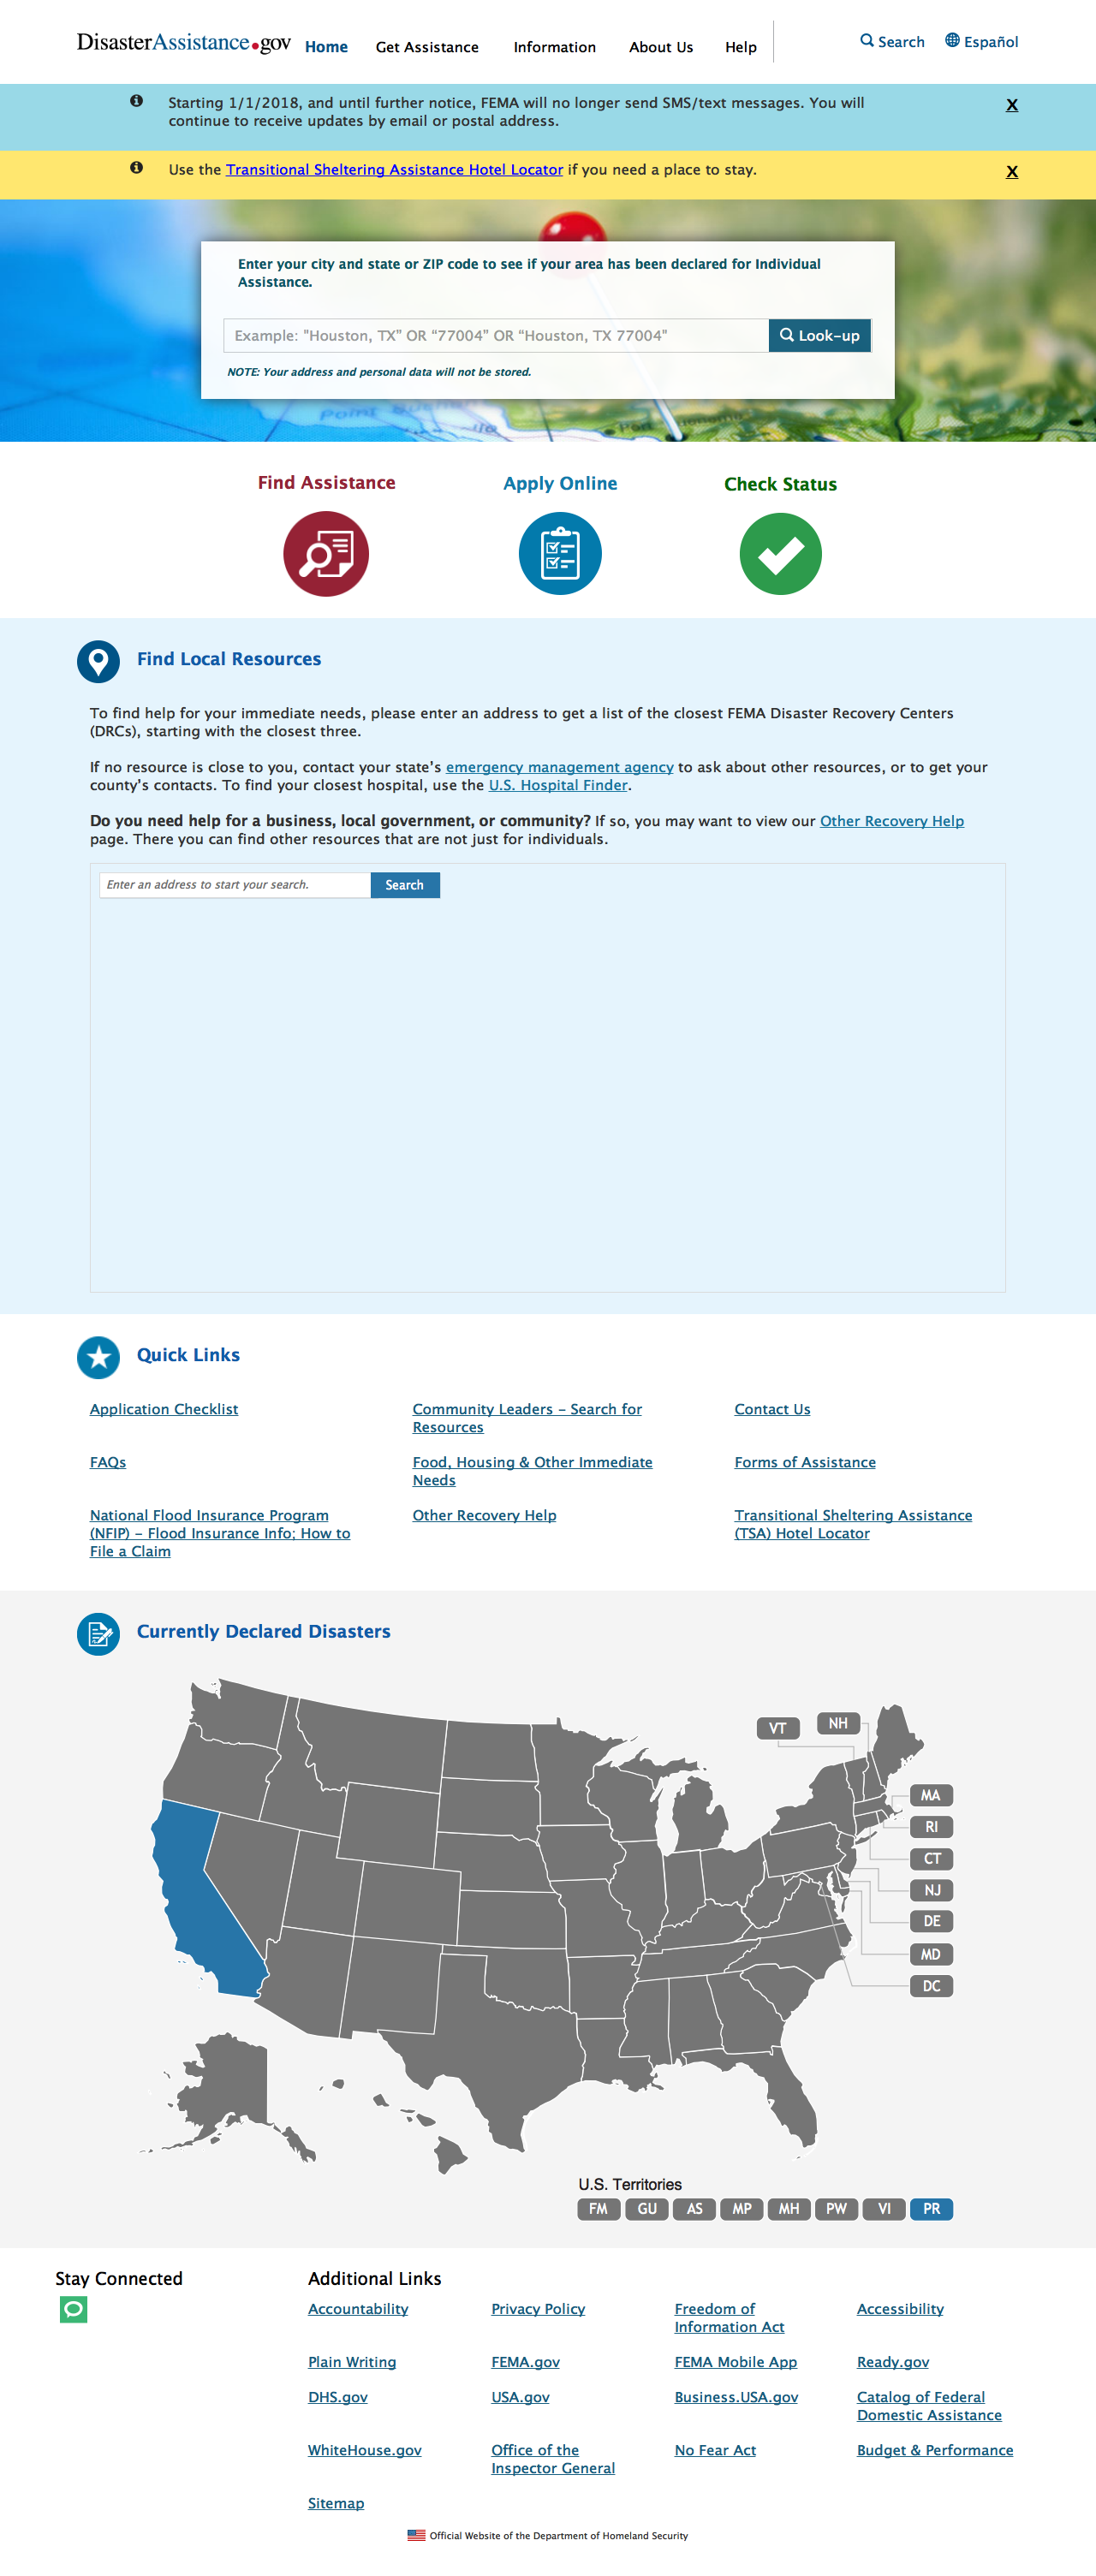 DisasterAssistance.gov
Home
Get Assistance
Information
About Us
Help
Search
Español
Starting 1/1/2018, and until further notice, FEMA will no longer send SMS/text messages. You will
continue to receive updates by email or postal address.
X
Use the Transitional Sheltering Assistance Hotel Locator if you need a place to stay.
X
Enter your city and state or ZIP code to see if your area has been declared for Individual
Assistance.
Example: "Houston, TX" OR “77004” OR “Houston, TX 77004"
Look-up
NOTE: Your address and personal data will not be stored.
Find Assistance
Apply Online
Check Status
Find Local Resources
To find help for your immediate needs, please enter an address to get a list of the closest FEMA Disaster Recovery Centers
(DRCs), starting with the closest three.
If no resource is close to you, contact your state's emergency management agency to ask about other resources, or to get your
county's contacts. To find your closest hospital, use the U.S. Hospital Finder.
Do you need help for a business, local government, or community? If so, you may want to view our Other Recovery Help
page. There you can find other resources that are not just for individuals.
Enter an address to start your search.
Search
Quick Links
Application Checklist
Community Leaders - Search for
Resources
Contact Us
FAQs
Food, Housing & Other Immediate
Needs
Forms of Assistance
National Flood Insurance Program
(NFIP) - Flood Insurance Info; How to
File a Claim
Other Recovery Help
Transitional Sheltering Assistance
(TSA) Hotel Locator
Currently Declared Disasters
VT
NH
MA
RI
CT
NJ
DE
MD
DC
U.S. Territories
FM
GU
AS
MP
MH
PW
VI
PR
Stay Connected
Additional Links
Accountability
Privacy Policy
Freedom of
Information Act
Accessibility
Plain Writing
FEMA.gov
FEMA Mobile App
Ready.gov
DHS.gov
USA.gov
Business.USA.gov
Catalog of Federal
Domestic Assistance
WhiteHouse.gov
Office of the
Inspector General
No Fear Act
Budget & Performance
Sitemap
Official Website of the Department of Homeland Security